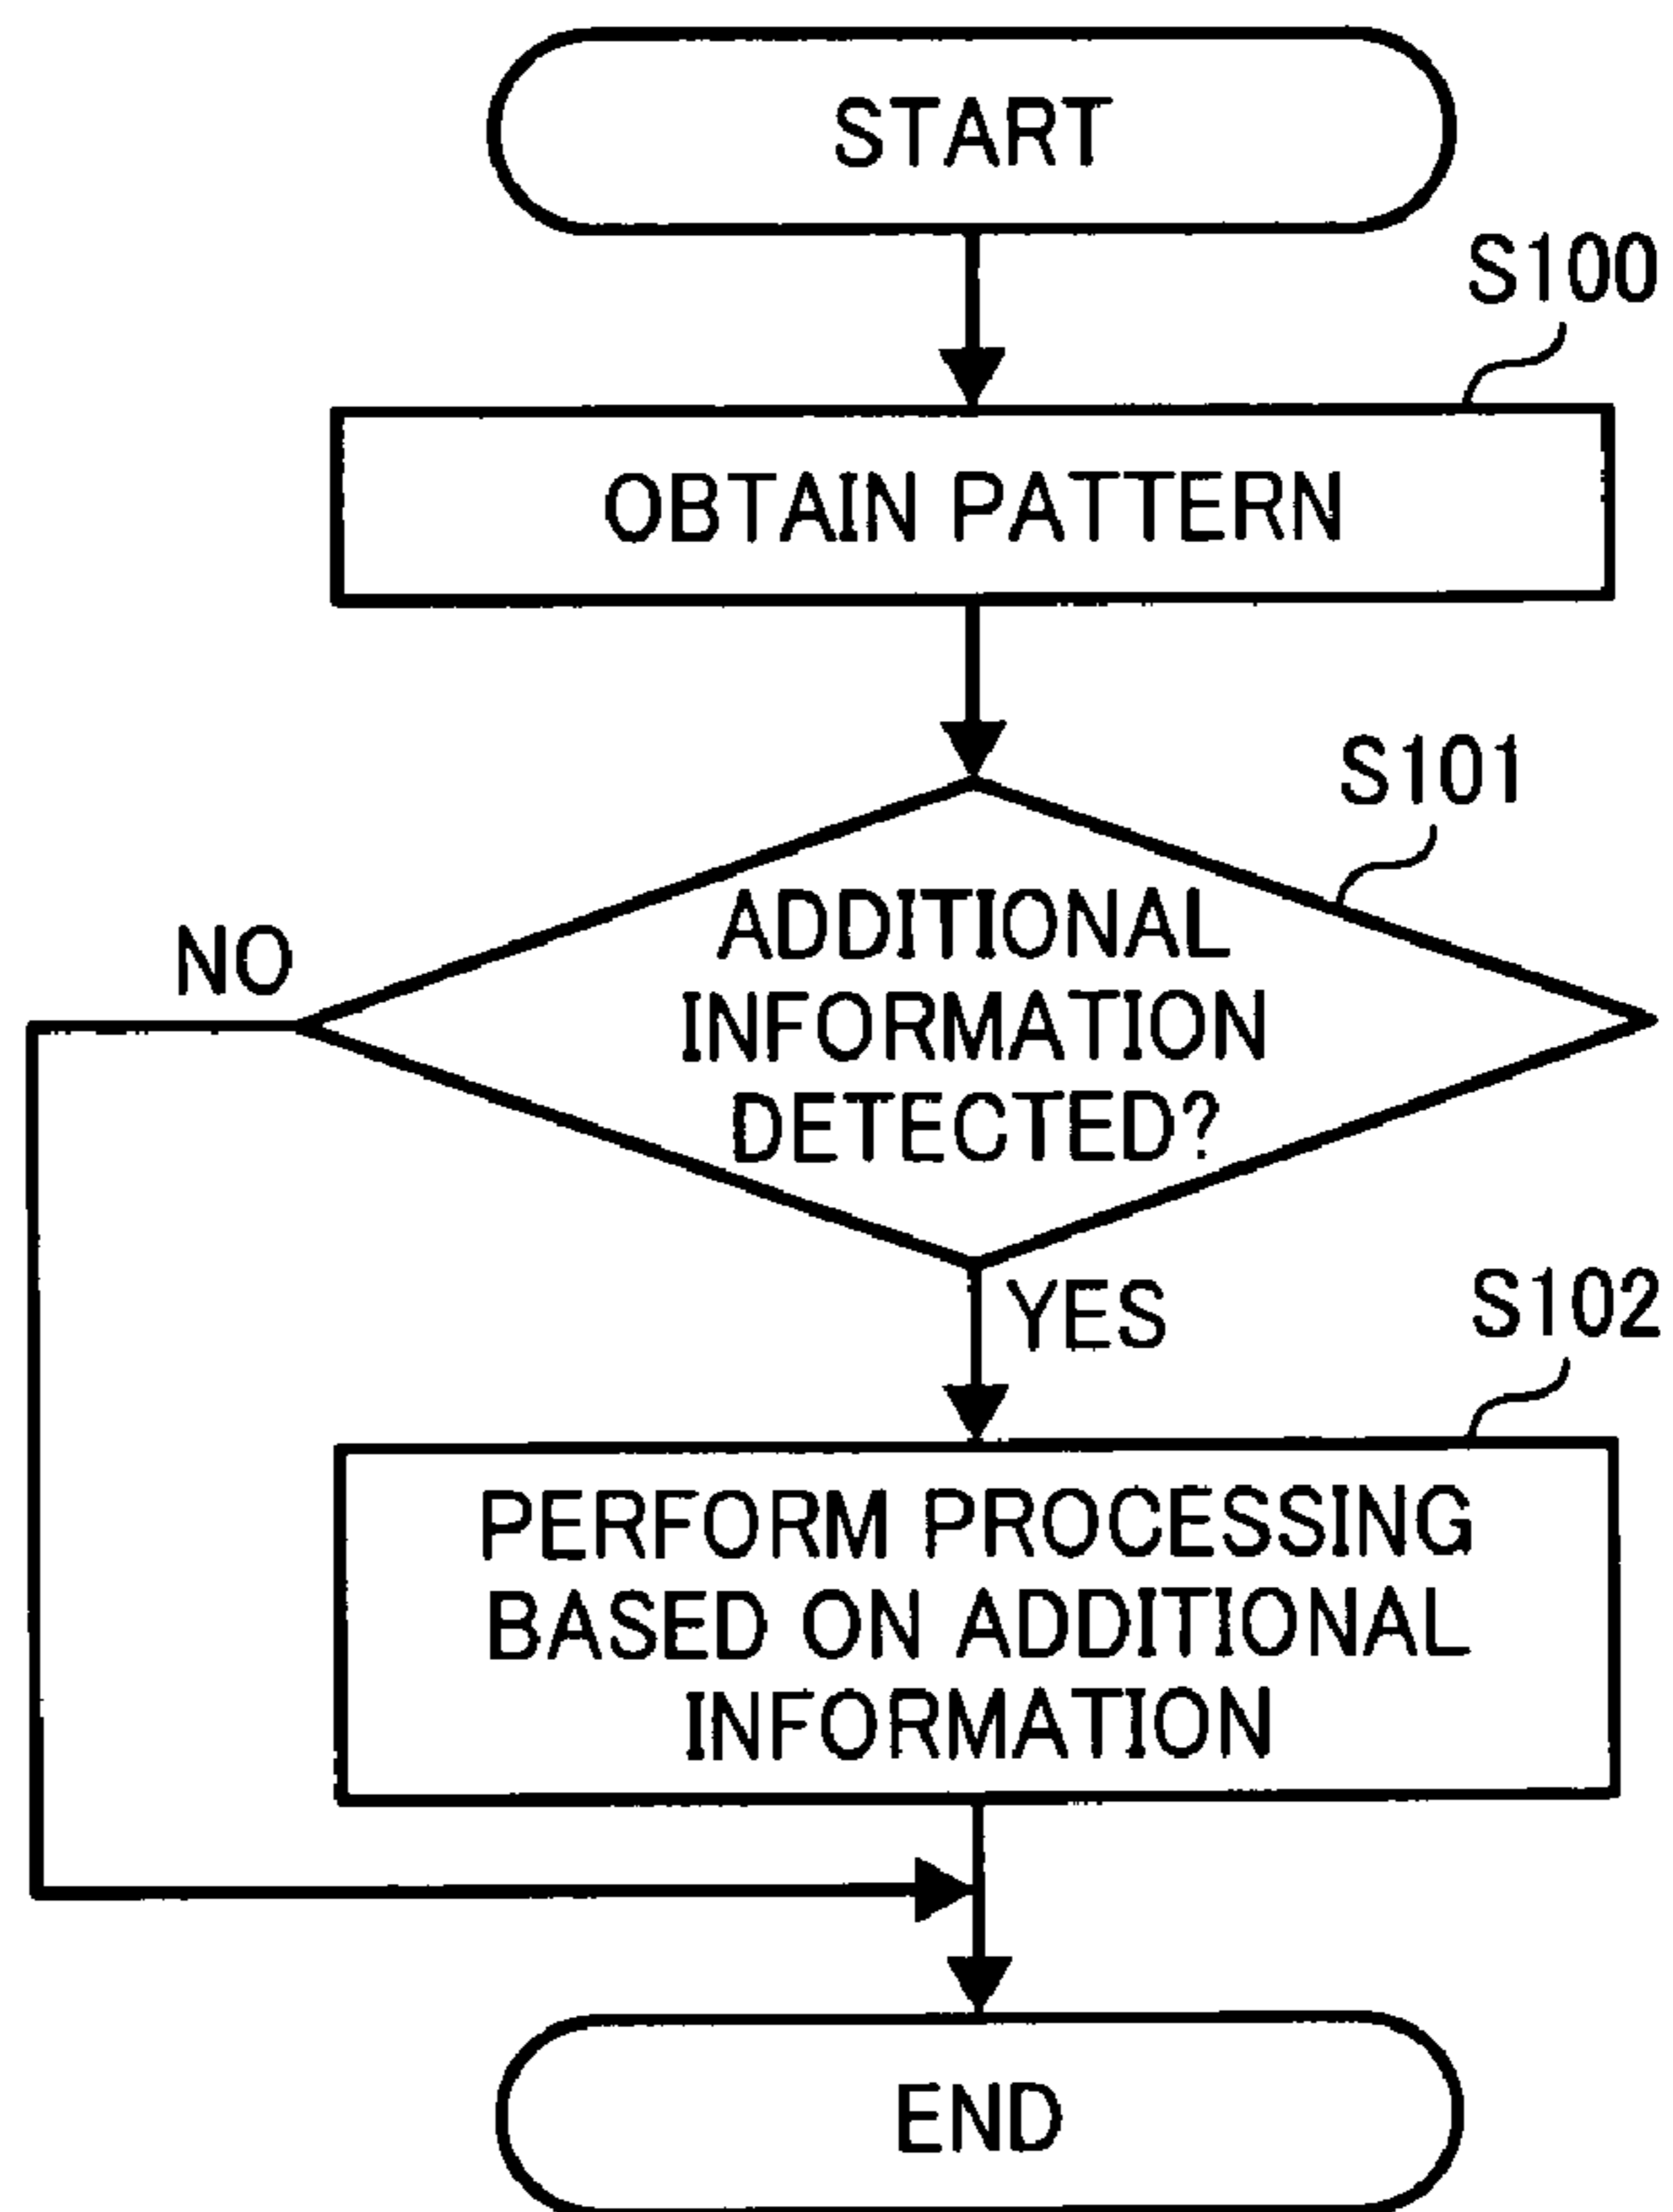 START
S100
OBTAIN PATTERN
S101
NO
ADDITIONAL
INFORMATION
DETECTED?
YES
S102
PERFORM PROCESSING
BASED ON ADDITIONAL
INFORMATION
END